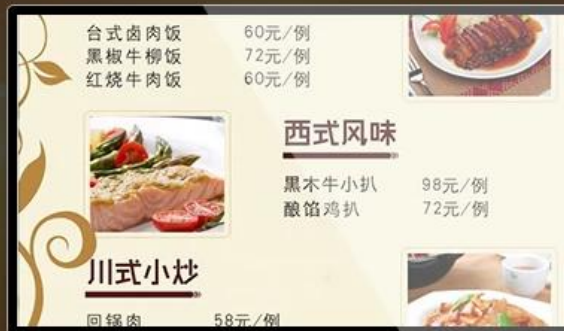 台式卤肉饭 60元/例
黑椒牛柳饭 72元/例
红烧牛肉饭 60元/例
西式风味
黑木牛小扒 98元/例
酿馅鸡扒 72元/例
川式小炒
回锅肉 58元/例